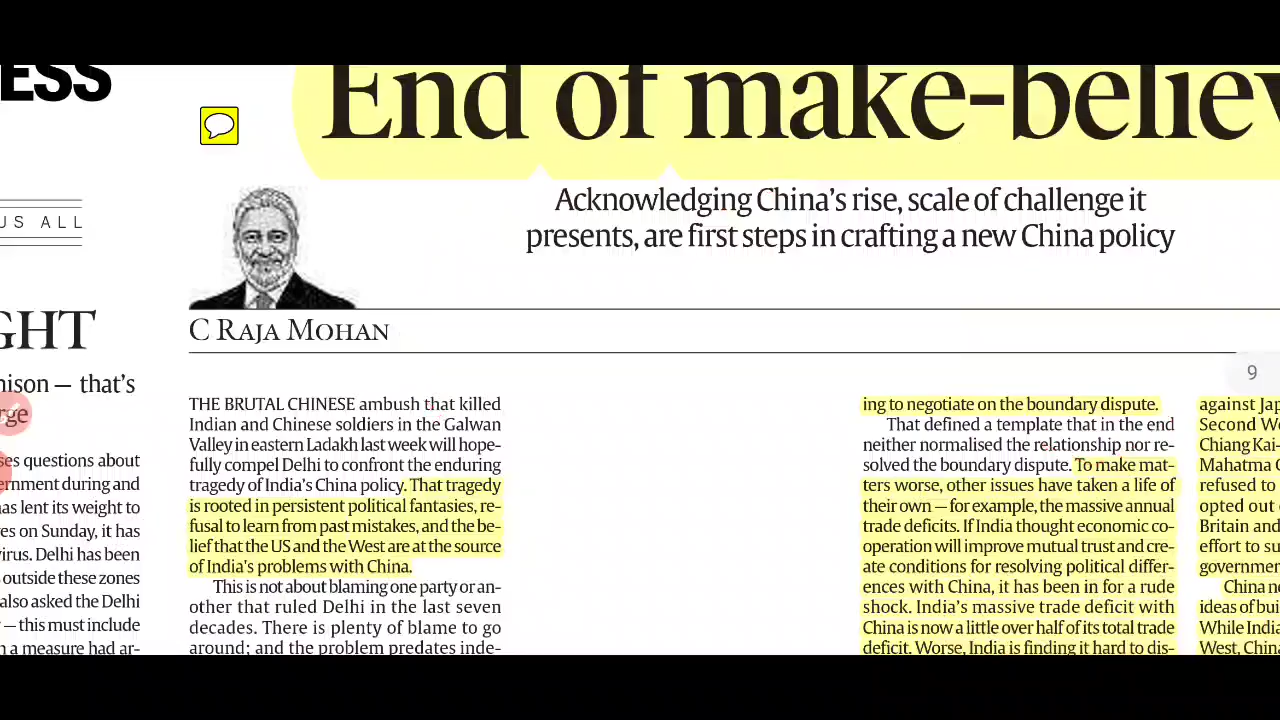 ESS
End of make-believ
US ALL
Acknowledging China's rise, scale of challenge it
presents, are first steps in crafting a new China policy
C RAJA MOHAN
GHT
nison — that's
rge
ses questions about
ernment during and
as lent its weight to
es on Sunday, it has
virus. Delhi has been
outside these zones
also asked the Delhi
— this must include
n a measure had ar-
THE BRUTAL CHINESE ambush that killed
Indian and Chinese soldiers in the Galwan
Valley in eastern Ladakh last week will hope-
fully compel Delhi to confront the enduring
tragedy of India's China policy. That tragedy
is rooted in persistent political fantasies, re-
fusal to learn from past mistakes, and the be-
lief that the US and the West are at the source
of India's problems with China.
This is not about blaming one party or an-
other that ruled Delhi in the last seven
decades. There is plenty of blame to go
around; and the problem predates inde-
ing to negotiate on the boundary dispute.
That defined a template that in the end
neither normalised the relationship nor re-
solved the boundary dispute. To make mat-
ters worse, other issues have taken a life of
their own — for example, the massive annual
trade deficits. If India thought economic co-
operation will improve mutual trust and cre-
ate conditions for resolving political differ-
ences with China, it has been in for a rude
shock. India's massive trade deficit with
China is now a little over half of its total trade
deficit. Worse, India is finding it hard to dis-
9
against Jap
Second Wo
Chiang Kai-
Mahatma G
refused to
opted out o
Britain and
effort to su
governmer
China ne
ideas of bui
While India
West, China